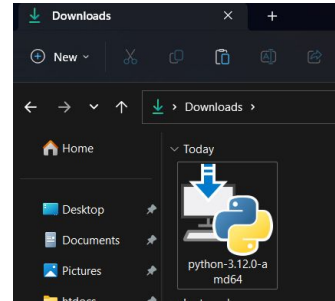 Downloads
New
Downloads
Home
Today
Desktop
Documents
Pictures
python-3.12.0-a
md64